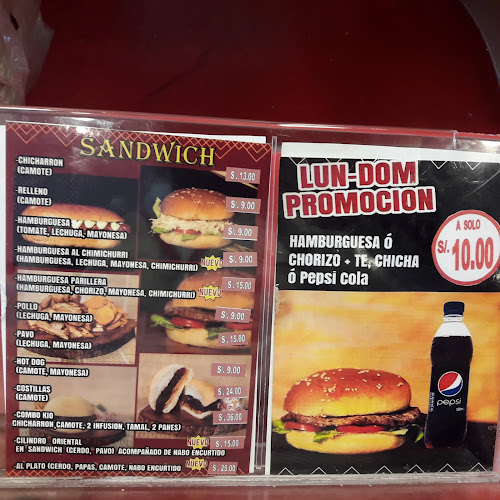 SANDWICH
-CHICHARRON
(CAMOTE)
S/. 13.00
-RELLENO
(CAMOTE)
S/. 9.00
-HAMBURGUESA
(TOMATE, LECHUGA, MAYONESA)
S/. 9.00
-HAMBURGUESA AL CHIMICHURRI
(HAMBURGUESA, LECHUGA, MAYONESA, CHIMICHURRI)
NUEVO
S/. 9.00
-HAMBURGUESA PARILLERA
(HAMBURGUESA, CHORIZO, MAYONESA, CHIMICHURRI)
NUEVO
S/. 15.00
-POLLO
(LECHUGA, MAYONESA)
S/. 9.00
-PAVO
(LECHUGA, MAYONESA)
S/. 15.00
-HOT DOG
(CAMOTE, MAYONESA)
S/. 9.00
-COSTILLAS
(CAMOTE)
S/. 24.00
-COMBO KIO
CHICHARRON,CAMOTE, 2 INFUSION, TAMAL, 2 PANES)
S/. 36.00
-CILINDRO ORIENTAL
EN SANDWICH (CERDO, PAVO) ACOMPAÑADO DE NABO ENCURTIDO
NUEVO
S/. 15.00
-AL PLATO (CERDO, PAPAS, CAMOTE, NABO ENCURTIDO)
NUEVO
S/. 25.00
LUN-DOM
PROMOCION
HAMBURGUESA Ó
CHORIZO + TE, CHICHA
ó Pepsi Cola
A SOLO
S/. 10.00
pepsi